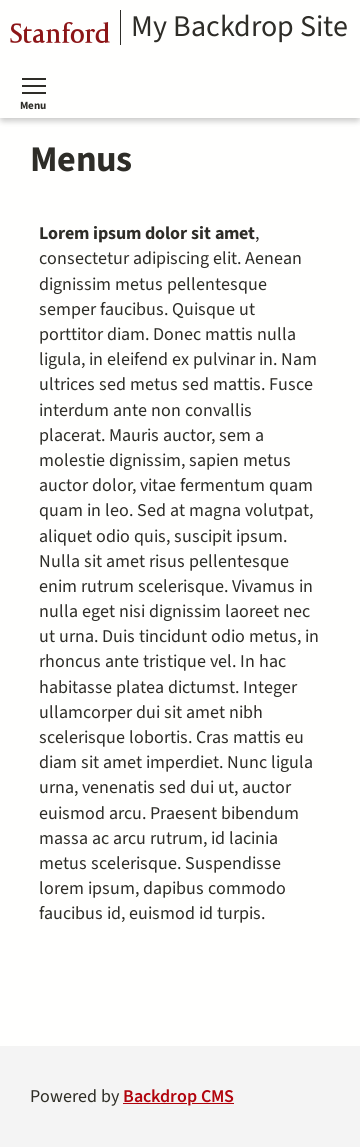 Stanford My Backdrop Site
Menu
Menus
Lorem ipsum dolor sit amet,
consectetur adipiscing elit. Aenean
dignissim metus pellentesque
semper faucibus. Quisque ut
porttitor diam. Donec mattis nulla
ligula, in eleifend ex pulvinar in. Nam
ultrices sed metus sed mattis. Fusce
interdum ante non convallis
placerat. Mauris auctor, sem a
molestie dignissim, sapien metus
auctor dolor, vitae fermentum quam
quam in leo. Sed at magna volutpat,
aliquet odio quis, suscipit ipsum.
Nulla sit amet risus pellentesque
enim rutrum scelerisque. Vivamus in
nulla eget nisi dignissim laoreet nec
ut urna. Duis tincidunt odio metus, in
rhoncus ante tristique vel. In hac
habitasse platea dictumst. Integer
ullamcorper dui sit amet nibh
scelerisque lobortis. Cras mattis eu
diam sit amet imperdiet. Nunc ligula
urna, venenatis sed dui ut, auctor
euismod arcu. Praesent bibendum
massa ac arcu rutrum, id lacinia
metus scelerisque. Suspendisse
lorem ipsum, dapibus commodo
faucibus id, euismod id turpis.
Powered by Backdrop CMS